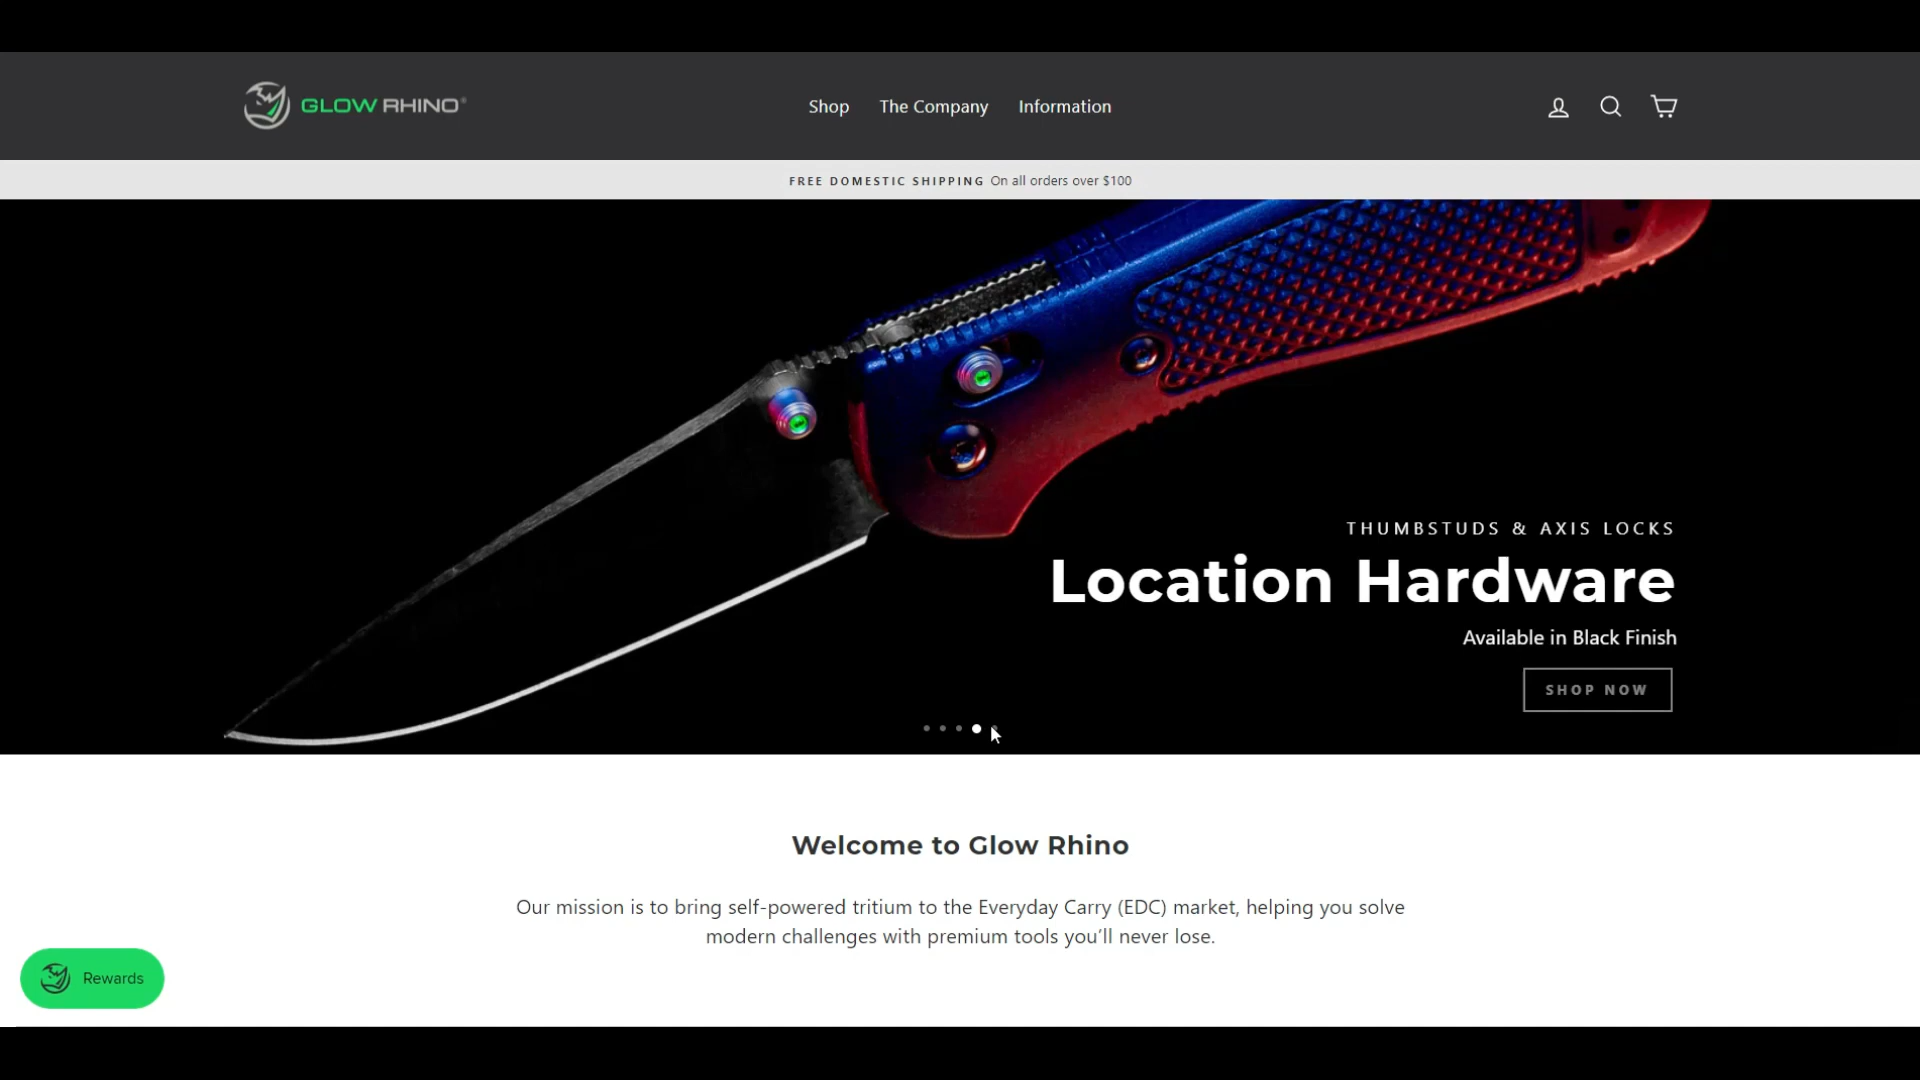 GLOW RHINO®
Shop The Company Information
FREE DOMESTIC SHIPPING On all orders over $100
THUMBSTUDS & AXIS LOCKS
Location Hardware
Available in Black Finish
SHOP NOW
Welcome to Glow Rhino
Our mission is to bring self-powered tritium to the Everyday Carry (EDC) market, helping you solve
modern challenges with premium tools you’ll never lose.
Rewards